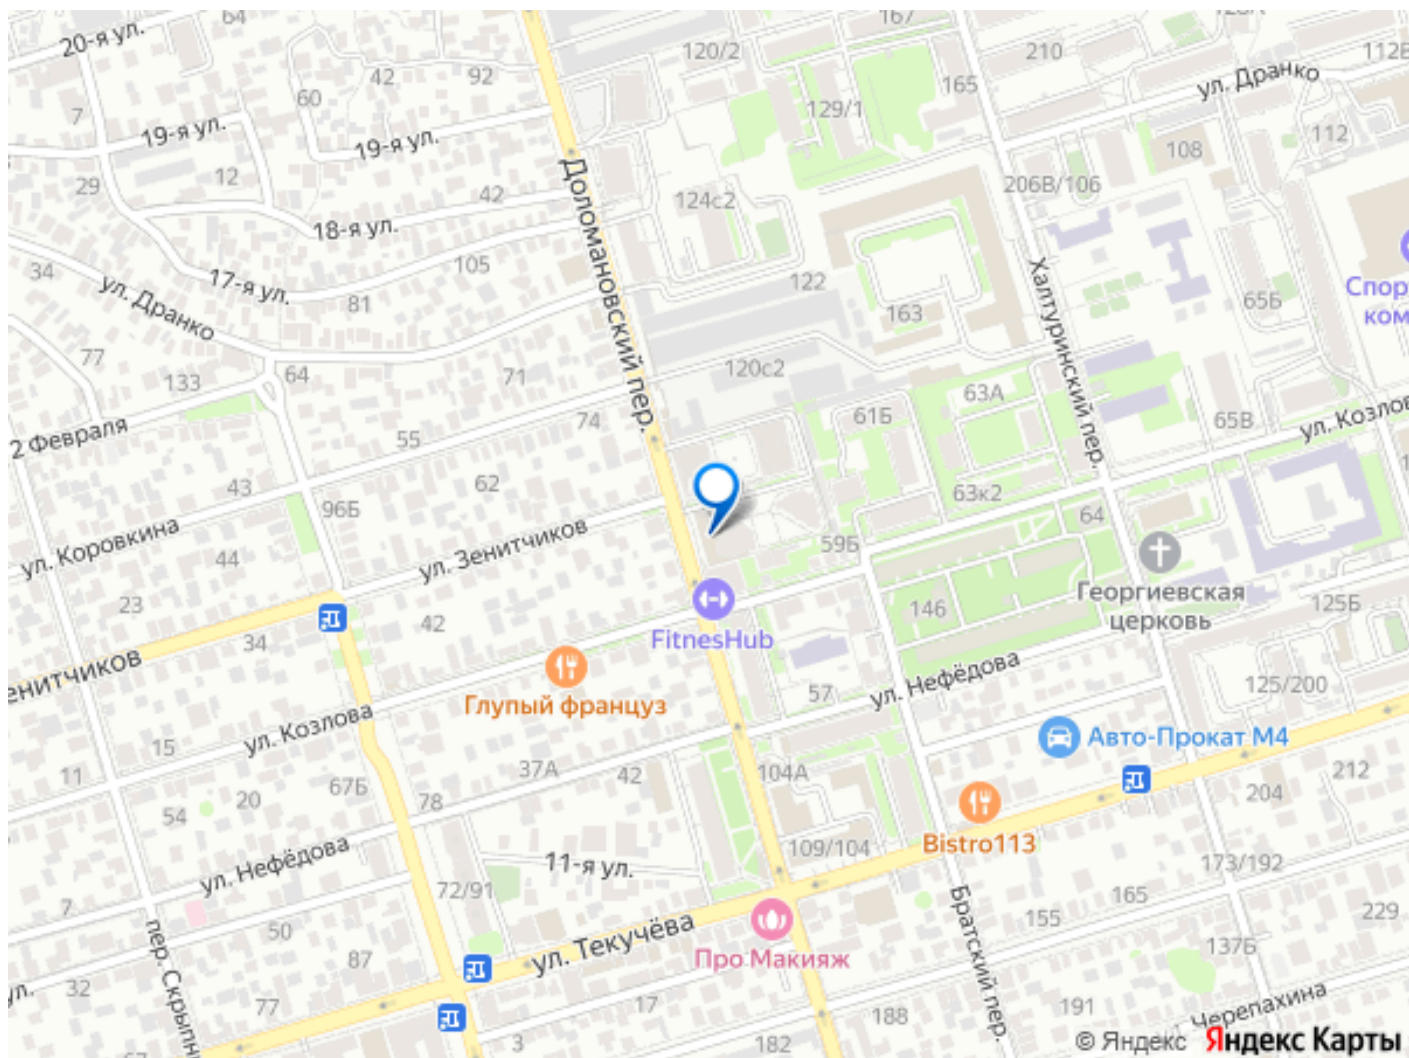 64
167
20-я ул.
120/2
210
112Е
42
92
165
ул. Дранко
7
60
129/1
19-я ул.
19-я ул.
112
108
29
12
42
124с2
206В/106
18-я ул.
Доломановский пер.
34
17-я ул.
105
122
Халтуринский пер.
ул. Дранко
81
163
65Б
Спор
ком
77
133
64
71
120с2
63А
61Б
65В
ул. Козлов
2 Февраля
55
74
43
62
63к2
96Б
64
ул. Коровкина
44
ул. Зенитчиков
59Б
Георгиевская
церковь
23
42
146
125Б
34
FitnesHub
енитчиков
Глупый француз
57
ул. Нефёдова
125/200
ул. Козлова
15
Авто-Прокат М4
11
67Б
37А
42
104А
212
54
20
78
204
Bistro113
109/104
ул. Нефёдова
11-я ул.
173/192
72/91
165
7
155
229
50
ул. Текучёва
Братский пер.
пер. Скрыпн
87
Про Макияж
137Б
ул.
32
77
17
191
188
Черепахина
3
182
© Яндекс Яндекс Карты